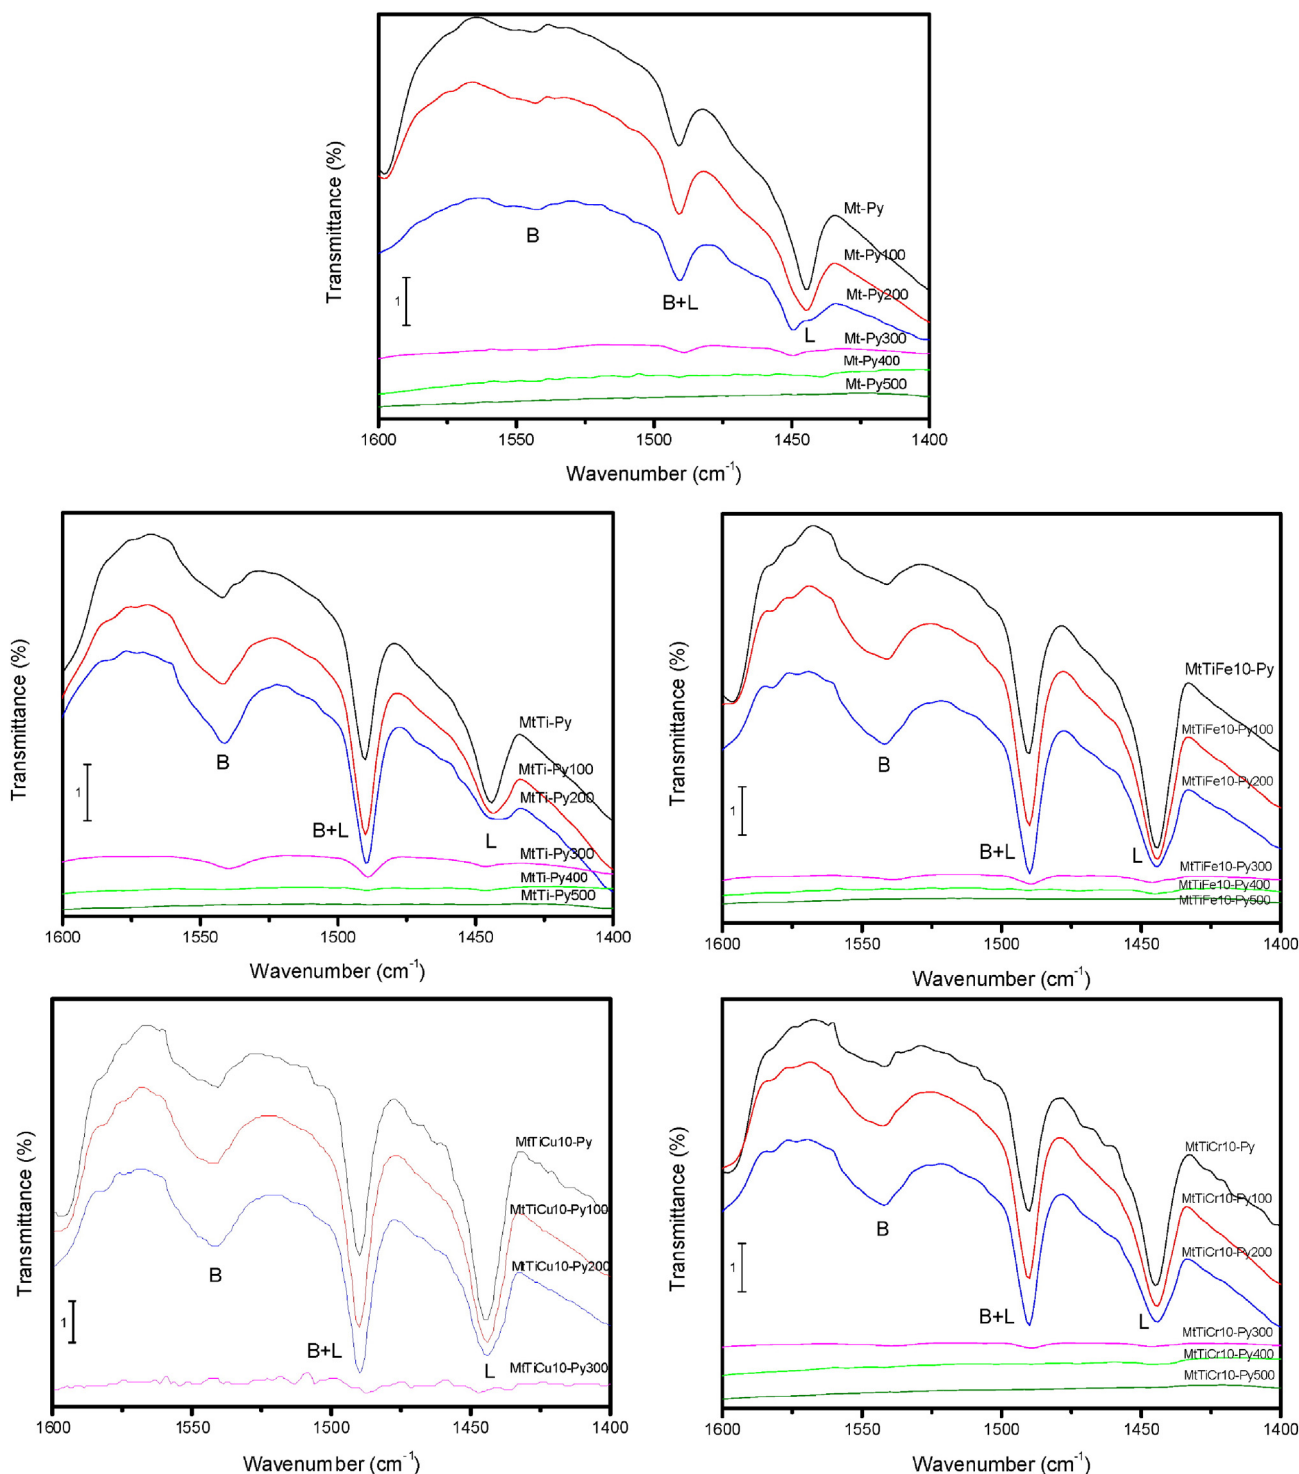 Transmittance (%)
B
B+L
L
1
Mt-Py
Mt-Py100
Mt-Py200
Mt-Py300
Mt-Py400
Mt-Py500
1600 1550 1500 1450 1400
Wavenumber (cm-1)
Transmittance (%)
B
B+L
L
1
MtTi-Py
MtTi-Py100
MtTi-Py200
MtTi-Py300
MtTi-Py400
MtTi-Py500
1600 1550 1500 1450 1400
Wavenumber (cm-1)
Transmittance (%)
B
B+L
L
1
MtTiFe10-Py
MtTiFe10-Py100
MtTiFe10-Py200
MtTiFe10-Py300
MtTiFe10-Py400
MtTiFe10-Py500
1600 1550 1500 1450 1400
Wavenumber (cm-1)
Transmittance (%)
B
B+L
L
1
MtTiCu10-Py
MtTiCu10-Py100
MtTiCu10-Py200
MtTiCu10-Py300
1600 1550 1500 1450 1400
Wavenumber (cm-1)
Transmittance (%)
B
B+L
L
1
MtTiCr10-Py
MtTiCr10-Py100
MtTiCr10-Py200
MtTiCr10-Py300
MtTiCr10-Py400
MtTiCr10-Py500
1600 1550 1500 1450 1400
Wavenumber (cm-1)